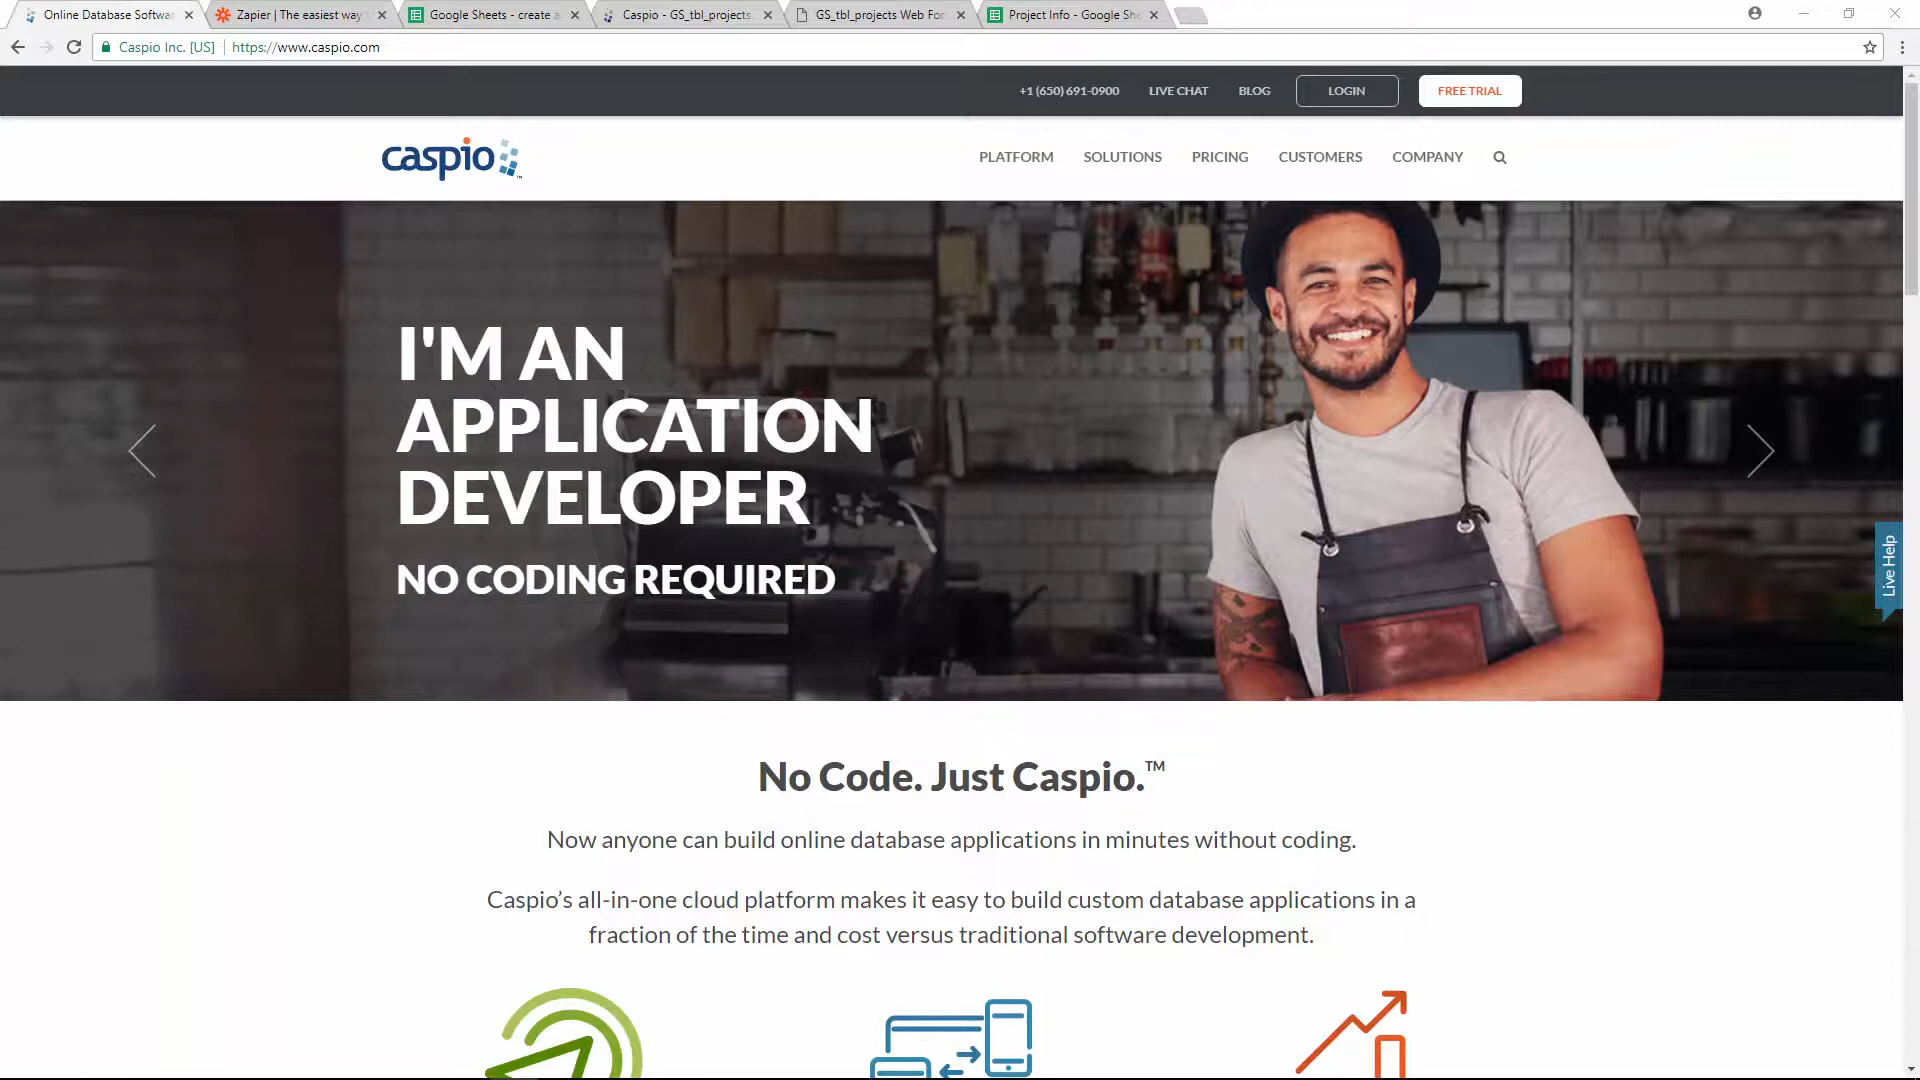 Online Database Softwar
Zapier | The easiest way
Google Sheets - create a
Caspio - GS_tbl_projects
GS_tbl_projects Web For
Project Info - Google She
Caspio Inc. [US]
https://www.caspio.com
+1 (650) 691-0900
LIVE CHAT
BLOG
LOGIN
FREE TRIAL
caspio™
PLATFORM
SOLUTIONS
PRICING
CUSTOMERS
COMPANY
I'M AN
APPLICATION
DEVELOPER
NO CODING REQUIRED
Live Help
No Code. Just Caspio.™
Now anyone can build online database applications in minutes without coding.
Caspio’s all-in-one cloud platform makes it easy to build custom database applications in a
fraction of the time and cost versus traditional software development.